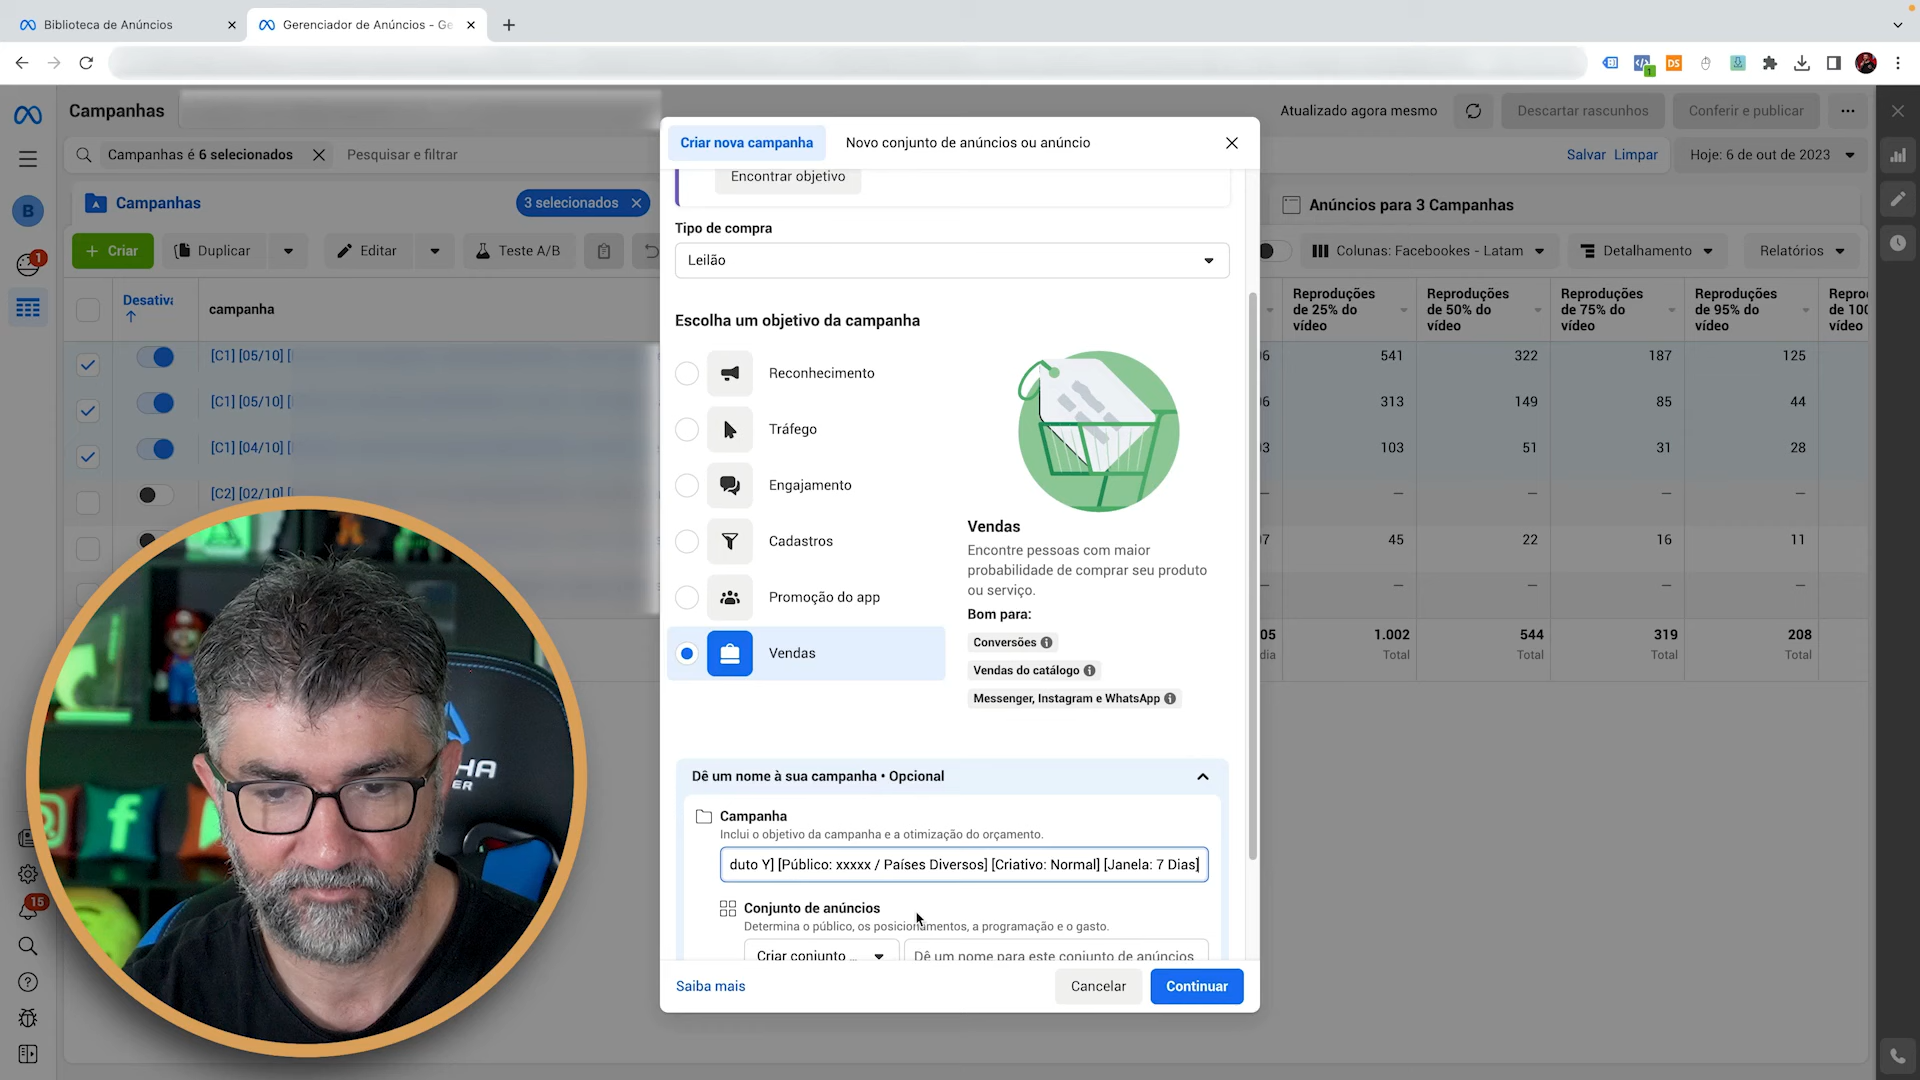 Biblioteca de Anúncios
Gerenciador de Anúncios - Ge
Campanhas
Atualizado agora mesmo
Descartar rascunhos
Conferir e publicar
Campanhas é 6 selecionados
Pesquisar e filtrar
Salvar
Limpar
Hoje: 6 de out de 2023
Campanhas
3 selecionados
Anúncios para 3 Campanhas
+ Criar
Duplicar
Editar
Teste A/B
Colunas: Facebookes - Latam
Detalhamento
Relatórios
Desativa
campanha
Reproduções de 25% do vídeo
Reproduções de 50% do vídeo
Reproduções de 75% do vídeo
Reproduções de 95% do vídeo
[C1] [05/10] [
541
322
187
125
[C1] [05/10] [
313
149
85
44
[C1] [04/10] [
103
51
31
28
[C2] [02/10] [
—
—
—
—
45
22
16
11
—
—
—
—
1.002
544
319
208
Total
Total
Total
Total
B
1
15
Criar nova campanha
Novo conjunto de anúncios ou anúncio
Encontrar objetivo
Tipo de compra
Leilão
Escolha um objetivo da campanha
Reconhecimento
Tráfego
Engajamento
Cadastros
Promoção do app
Vendas
Vendas
Encontre pessoas com maior
probabilidade de comprar seu produto
ou serviço.
Bom para:
Conversões
Vendas do catálogo
Messenger, Instagram e WhatsApp
Dê um nome à sua campanha • Opcional
Campanha
Inclui o objetivo da campanha e a otimização do orçamento.
duto Y] [Público: xxxxx / Países Diversos] [Criativo: Normal] [Janela: 7 Dias]
Conjunto de anúncios
Determina o público, os posicionamentos, a programação e o gasto.
Criar conjunto ...
Dê um nome para este conjunto de anúncios
Saiba mais
Cancelar
Continuar